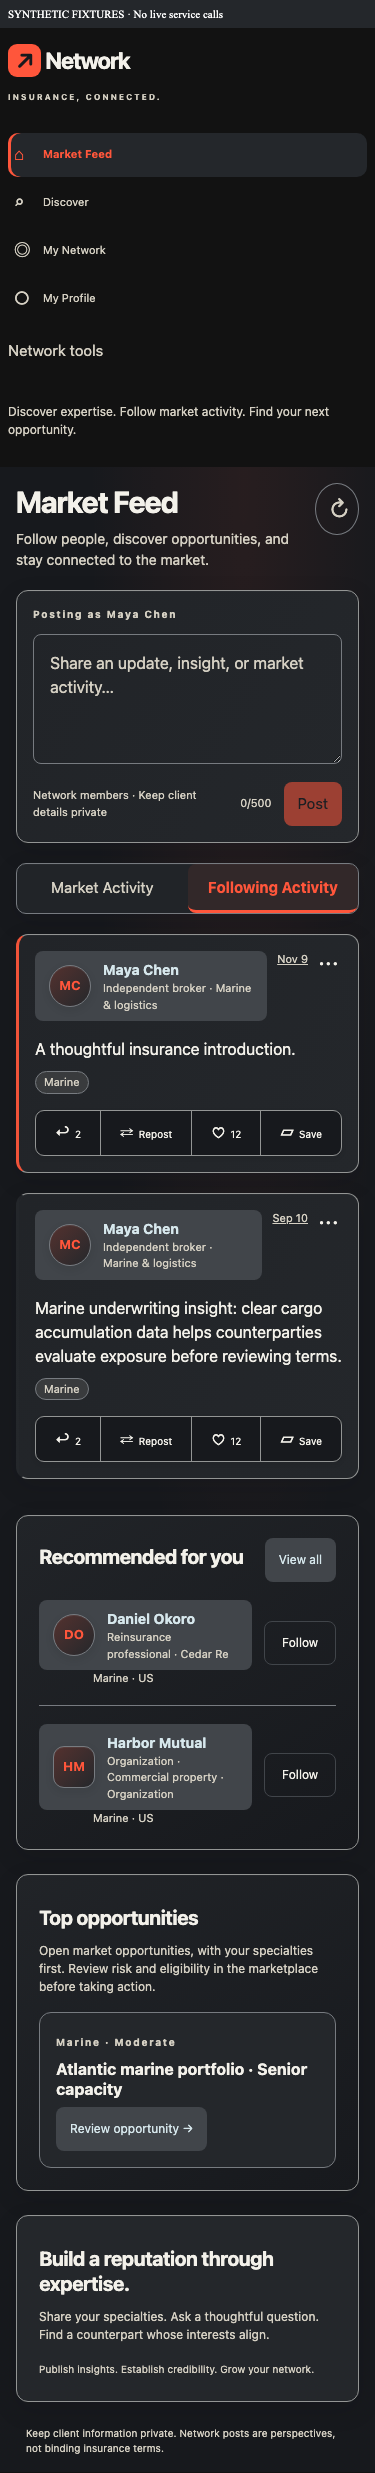 SYNTHETIC FIXTURES · No live service calls
Network
INSURANCE, CONNECTED.
Market Feed
Discover
My Network
My Profile
Network tools
Discover expertise. Follow market activity. Find your next
opportunity.
Market Feed
Follow people, discover opportunities, and
stay connected to the market.
Posting as Maya Chen
Share an update, insight, or market
activity...
Network members · Keep client
details private
0/500
Post
Market Activity
Following Activity
MC
Maya Chen
Independent broker · Marine
& logistics
Nov 9
A thoughtful insurance introduction.
Marine
2
Repost
12
Save
MC
Maya Chen
Independent broker ·
Marine & logistics
Sep 10
Marine underwriting insight: clear cargo
accumulation data helps counterparties
evaluate exposure before reviewing terms.
Marine
2
Repost
12
Save
Recommended for you
View all
DO
Daniel Okoro
Reinsurance
professional · Cedar Re
Marine · US
Follow
HM
Harbor Mutual
Organization ·
Commercial property ·
Organization
Marine · US
Follow
Top opportunities
Open market opportunities, with your specialties
first. Review risk and eligibility in the marketplace
before taking action.
Marine · Moderate
Atlantic marine portfolio · Senior
capacity
Review opportunity →
Build a reputation through
expertise.
Share your specialties. Ask a thoughtful question.
Find a counterpart whose interests align.
Publish insights. Establish credibility. Grow your network.
Keep client information private. Network posts are perspectives,
not binding insurance terms.